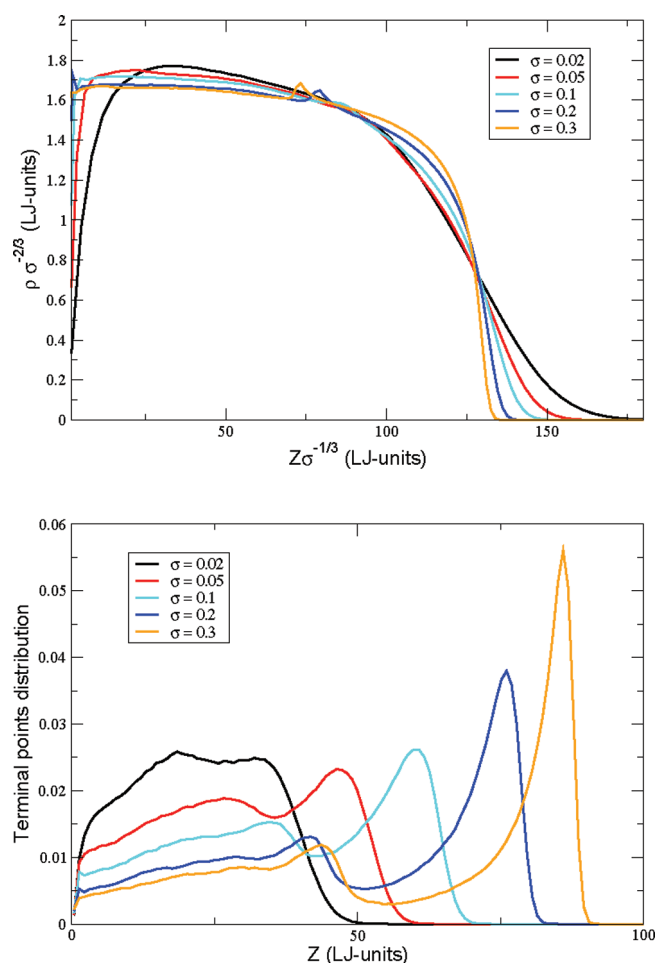 2
1.8
1.6
1.4
1.2
1
0.8
0.6
0.4
0.2
0
ρ σ^-2/3 (LJ-units)
σ = 0.02
σ = 0.05
σ = 0.1
σ = 0.2
σ = 0.3
50 100 150
Zσ^-1/3 (LJ-units)
0.06
0.05
0.04
0.03
0.02
0.01
0
Terminal points distribution
σ = 0.02
σ = 0.05
σ = 0.1
σ = 0.2
σ = 0.3
0 50 100
Z (LJ-units)